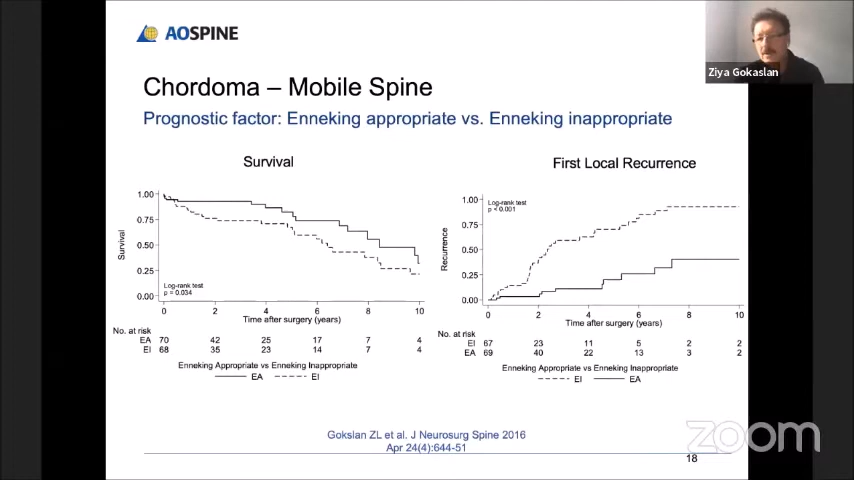 AOSPINE
Ziya Gokaslan
Chordoma – Mobile Spine
Prognostic factor: Enneking appropriate vs. Enneking inappropriate
Survival
1.00
0.75
0.50
0.25
0.00
Survival
Log-rank test
p = 0.034
0 2 4 6 8 10
Time after surgery (years)
No. at risk
EA 70 42 25 17 7 4
EI 68 35 23 14 7 4
Enneking Appropriate vs Enneking Inappropriate
EA EI
First Local Recurrence
1.00
0.75
0.50
0.25
0.00
Recurrence
Log-rank test
p < 0.001
0 2 4 6 8 10
Time after surgery (years)
No. at risk
EI 67 23 11 5 2 2
EA 69 40 22 13 3 2
Enneking Appropriate vs Enneking Inappropriate
EI EA
Gokslan ZL et al. J Neurosurg Spine 2016
Apr 24(4):644-51
zoom
18